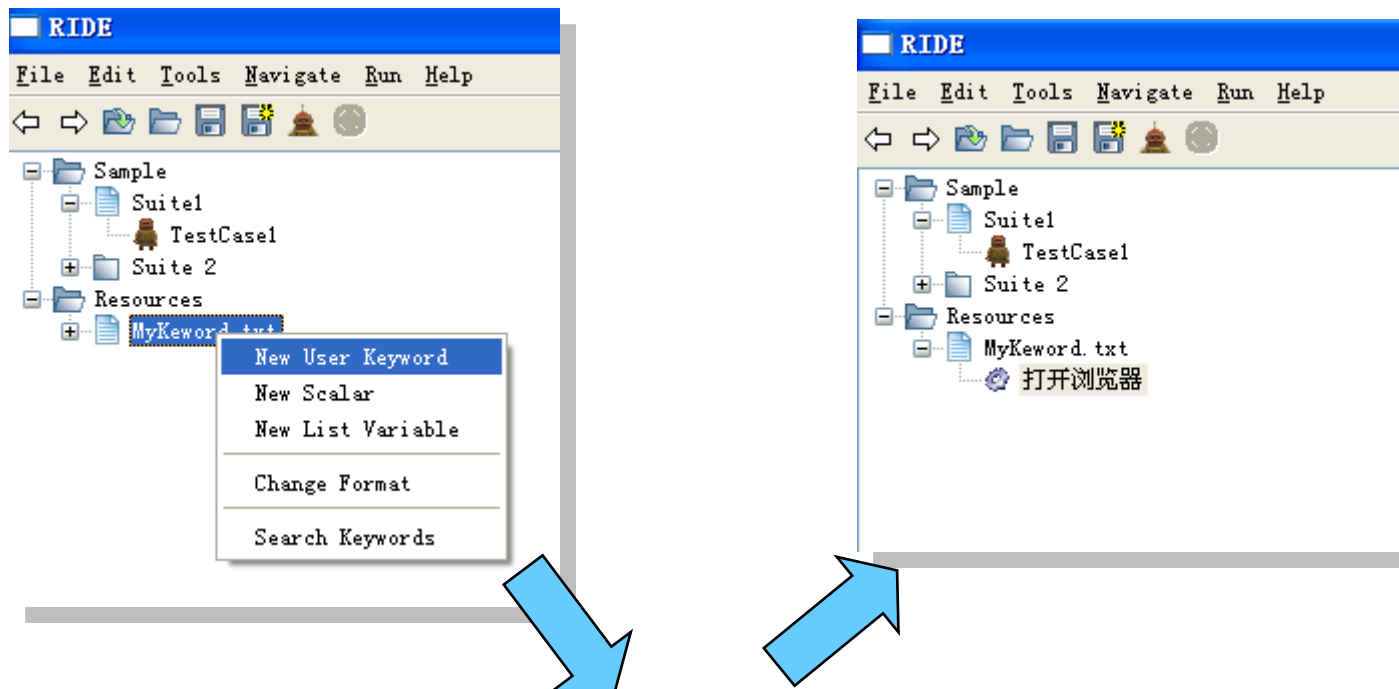 RIDE
File Edit Tools Navigate Run Help
Sample
Suite1
TestCase1
Suite 2
Resources
MyKeword.txt
New User Keyword
New Scalar
New List Variable
Change Format
Search Keywords
RIDE
File Edit Tools Navigate Run Help
Sample
Suite1
TestCase1
Suite 2
Resources
MyKeword.txt
打开浏览器